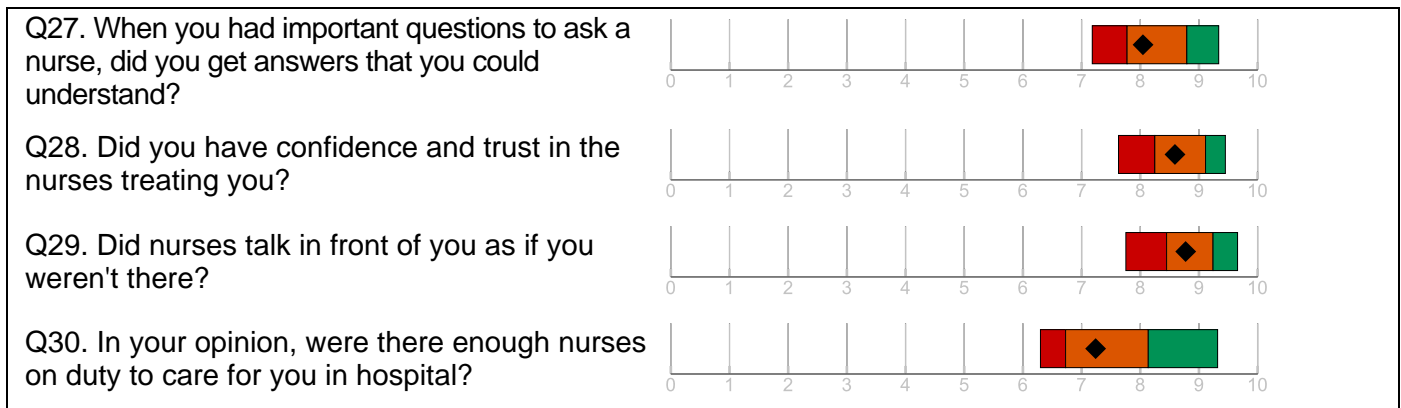 Q27. When you had important questions to ask a
nurse, did you get answers that you could
understand?
0 1 2 3 4 5 6 7 8 9 10
Q28. Did you have confidence and trust in the
nurses treating you?
0 1 2 3 4 5 6 7 8 9 10
Q29. Did nurses talk in front of you as if you
weren't there?
0 1 2 3 4 5 6 7 8 9 10
Q30. In your opinion, were there enough nurses
on duty to care for you in hospital?
0 1 2 3 4 5 6 7 8 9 10